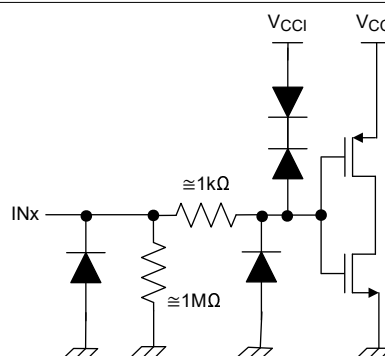 VCCI
VCC
≅1kΩ
INx
≅1MΩ